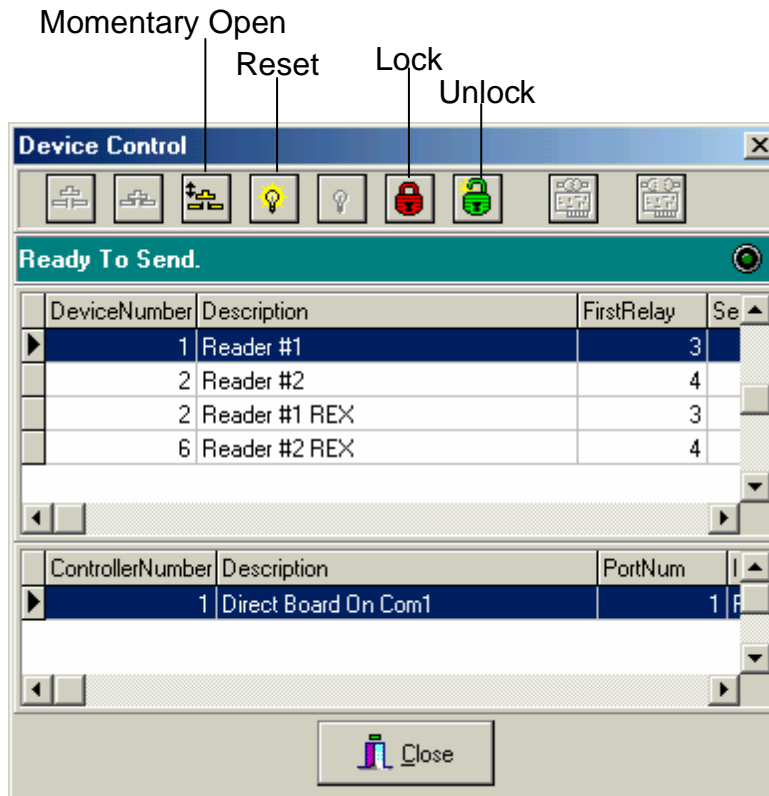 Momentary Open
Reset
Lock
Unlock
Device Control
Ready To Send.
DeviceNumber Description FirstRelay Se
1 Reader #1 3
2 Reader #2 4
2 Reader #1 REX 3
6 Reader #2 REX 4
ControllerNumber Description PortNum
1 Direct Board On Com1 1
Close